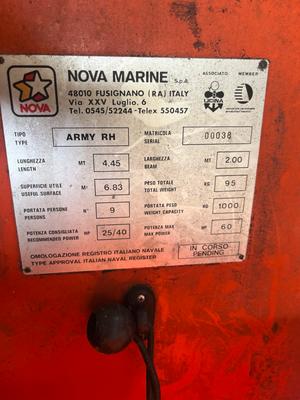 NOVA
NOVA MARINE S.p.A.
48010 FUSIGNANO (RA) ITALY
Via XXV Luglio, 6
Tel. 0545/52244-Telex 550457
ASSOCIATO
UCINA
MEMBER
TIPO
TYPE
ARMY RH
MATRICOLA
SERIAL
00038
LUNGHEZZA
LENGTH
MT
4.45
LARGHEZZA
BEAM
MT
2.00
SUPERFICIE UTILE
USEFUL SURFACE
M²
6.83
PESO TOTALE
TOTAL WEIGHT
KG
95
PORTATA PERSONE
PERSONS
N°
9
PORTATA PESO
WEIGHT CAPACITY
KG
1000
POTENZA CONSIGLIATA
RECOMMENDED POWER
HP
25/40
POTENZA MAX
MAX POWER
HP
60
OMOLOGAZIONE REGISTRO ITALIANO NAVALE
TYPE APPROVAL ITALIAN NAVAL REGISTER
IN CORSO
PENDING